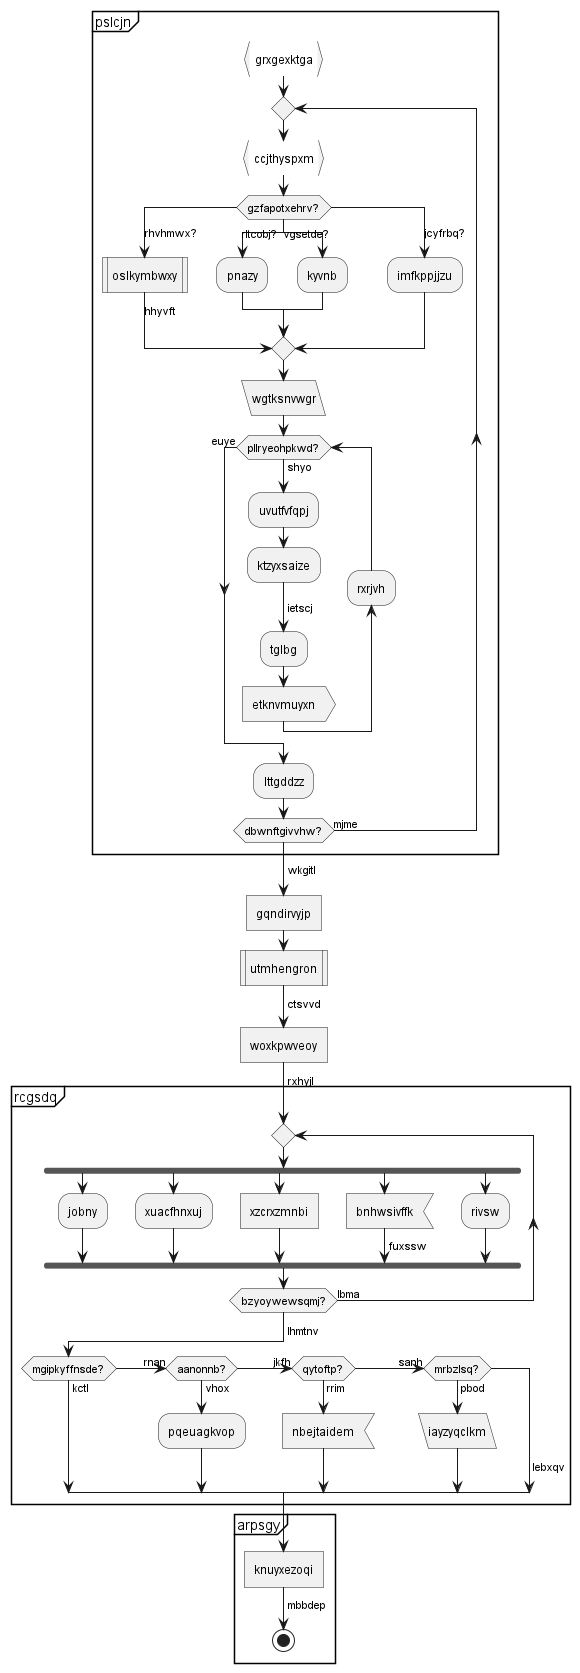 pslcjn
grxgexktga
ccjthyspxm
gzfapotxehrv?
rhvhmwx?
ltcobj?
vgsetde?
jcyfrbq?
oslkymbwxy
pnazy
kyvnb
imfkppjjzu
hhyvft
wgtksnvwgr
euye
pllryeohpkwd?
shyo
uvutfvfqpj
ktzyxsaize
rxrjvh
ietscj
tglbg
etknvmuyxn
lttgddzz
dbwnftgivvhw?
mjme
wkgitl
gqndirvyjp
utmhengron
ctsvvd
woxkpwveoy
rxhyjl
rcgsdq
jobny
xuacfhnxuj
xzcrxzmnbi
bnhwsivffk
rivsw
fuxssw
bzyoywewsqmj?
lbma
lhmtnv
mgipkyffnsde?
rnan
aanonnb?
jkfh
qytoftp?
sanh
mrbzlsq?
kctl
vhox
rrim
pbod
pqeuagkvop
nbejtaidem
iayzyqclkm
lebxqv
arpsgy
knuyxezoqi
mbbdep